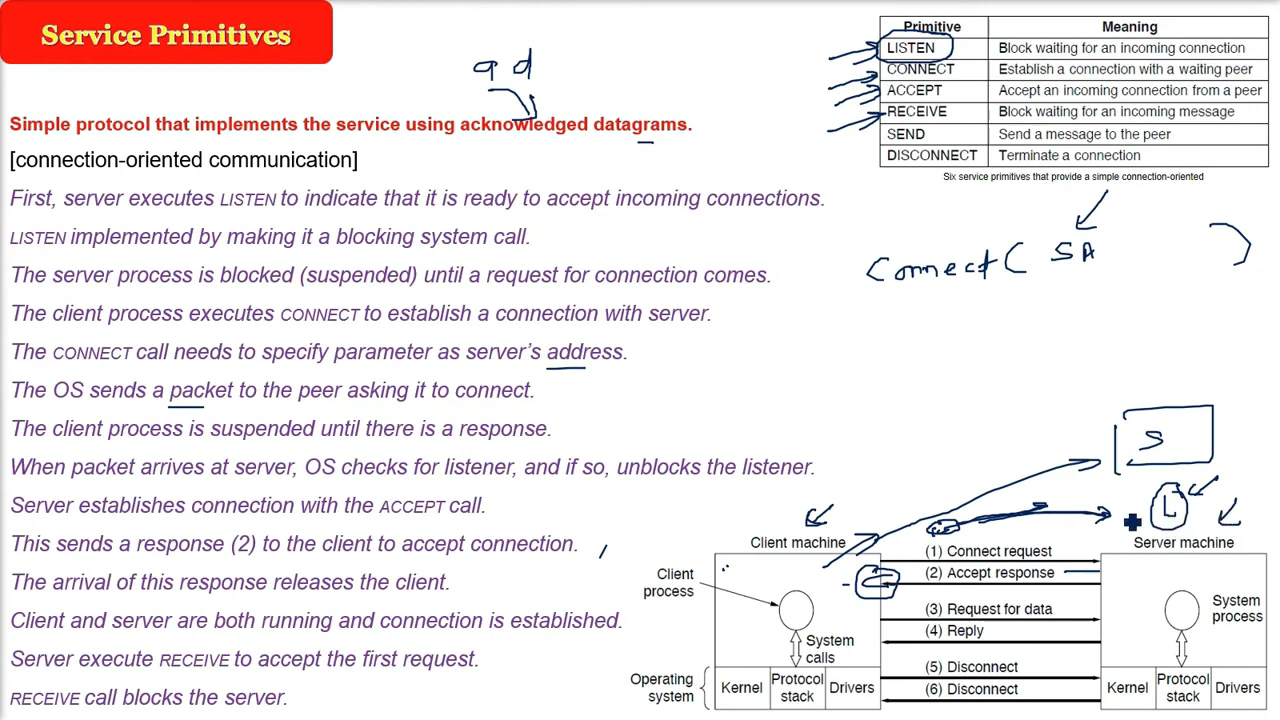 Service Primitives
a d
Simple protocol that implements the service using acknowledged datagrams.
[connection-oriented communication]
First, server executes LISTEN to indicate that it is ready to accept incoming connections.
LISTEN implemented by making it a blocking system call.
The server process is blocked (suspended) until a request for connection comes.
The client process executes CONNECT to establish a connection with server.
The CONNECT call needs to specify parameter as server's address.
The OS sends a packet to the peer asking it to connect.
The client process is suspended until there is a response.
When packet arrives at server, OS checks for listener, and if so, unblocks the listener.
Server establishes connection with the ACCEPT call.
This sends a response (2) to the client to accept connection.
The arrival of this response releases the client.
Client and server are both running and connection is established.
Server execute RECEIVE to accept the first request.
RECEIVE call blocks the server.
Primitive Meaning
LISTEN Block waiting for an incoming connection
CONNECT Establish a connection with a waiting peer
ACCEPT Accept an incoming connection from a peer
RECEIVE Block waiting for an incoming message
SEND Send a message to the peer
DISCONNECT Terminate a connection
Six service primitives that provide a simple connection-oriented
Connect( SA )
S
L
Client machine
Server machine
(1) Connect request
(2) Accept response
(3) Request for data
(4) Reply
(5) Disconnect
(6) Disconnect
Client
process
System
calls
System
process
Operating
system
Kernel
Protocol
stack
Drivers
Kernel
Protocol
stack
Drivers